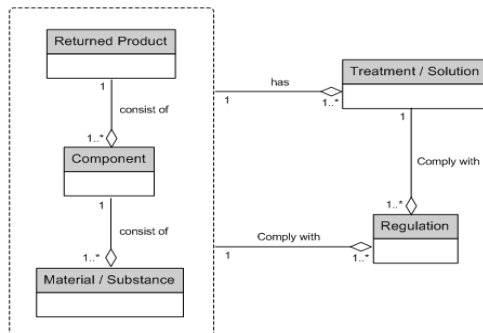 Returned Product
1
consist of
1..*
Component
1
consist of
1..*
Material / Substance
has
1
1..*
Treatment / Solution
1
Comply with
1..*
Regulation
Comply with
1
1..*